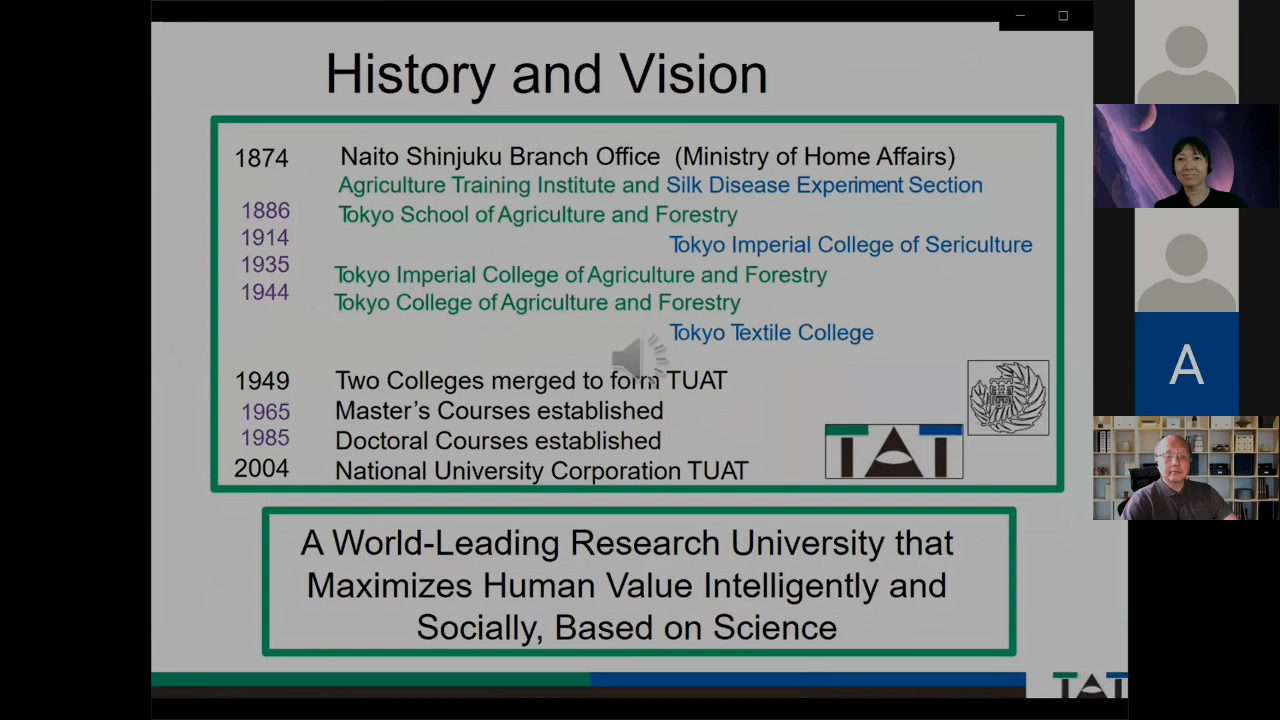 History and Vision
1874 Naito Shinjuku Branch Office (Ministry of Home Affairs)
Agriculture Training Institute and Silk Disease Experiment Section
1886 Tokyo School of Agriculture and Forestry
1914 Tokyo Imperial College of Sericulture
1935 Tokyo Imperial College of Agriculture and Forestry
1944 Tokyo College of Agriculture and Forestry
Tokyo Textile College
1949 Two Colleges merged to form TUAT
1965 Master's Courses established
1985 Doctoral Courses established
2004 National University Corporation TUAT
TAT
A World-Leading Research University that
Maximizes Human Value Intelligently and
Socially, Based on Science
TAT
A